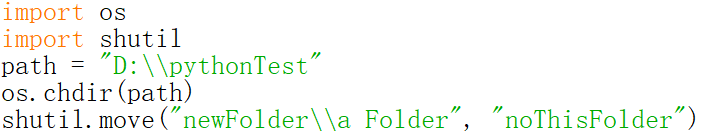 import os
import shutil
path = "D:\\pythonTest"
os.chdir(path)
shutil.move("newFolder\\a Folder", "noThisFolder")